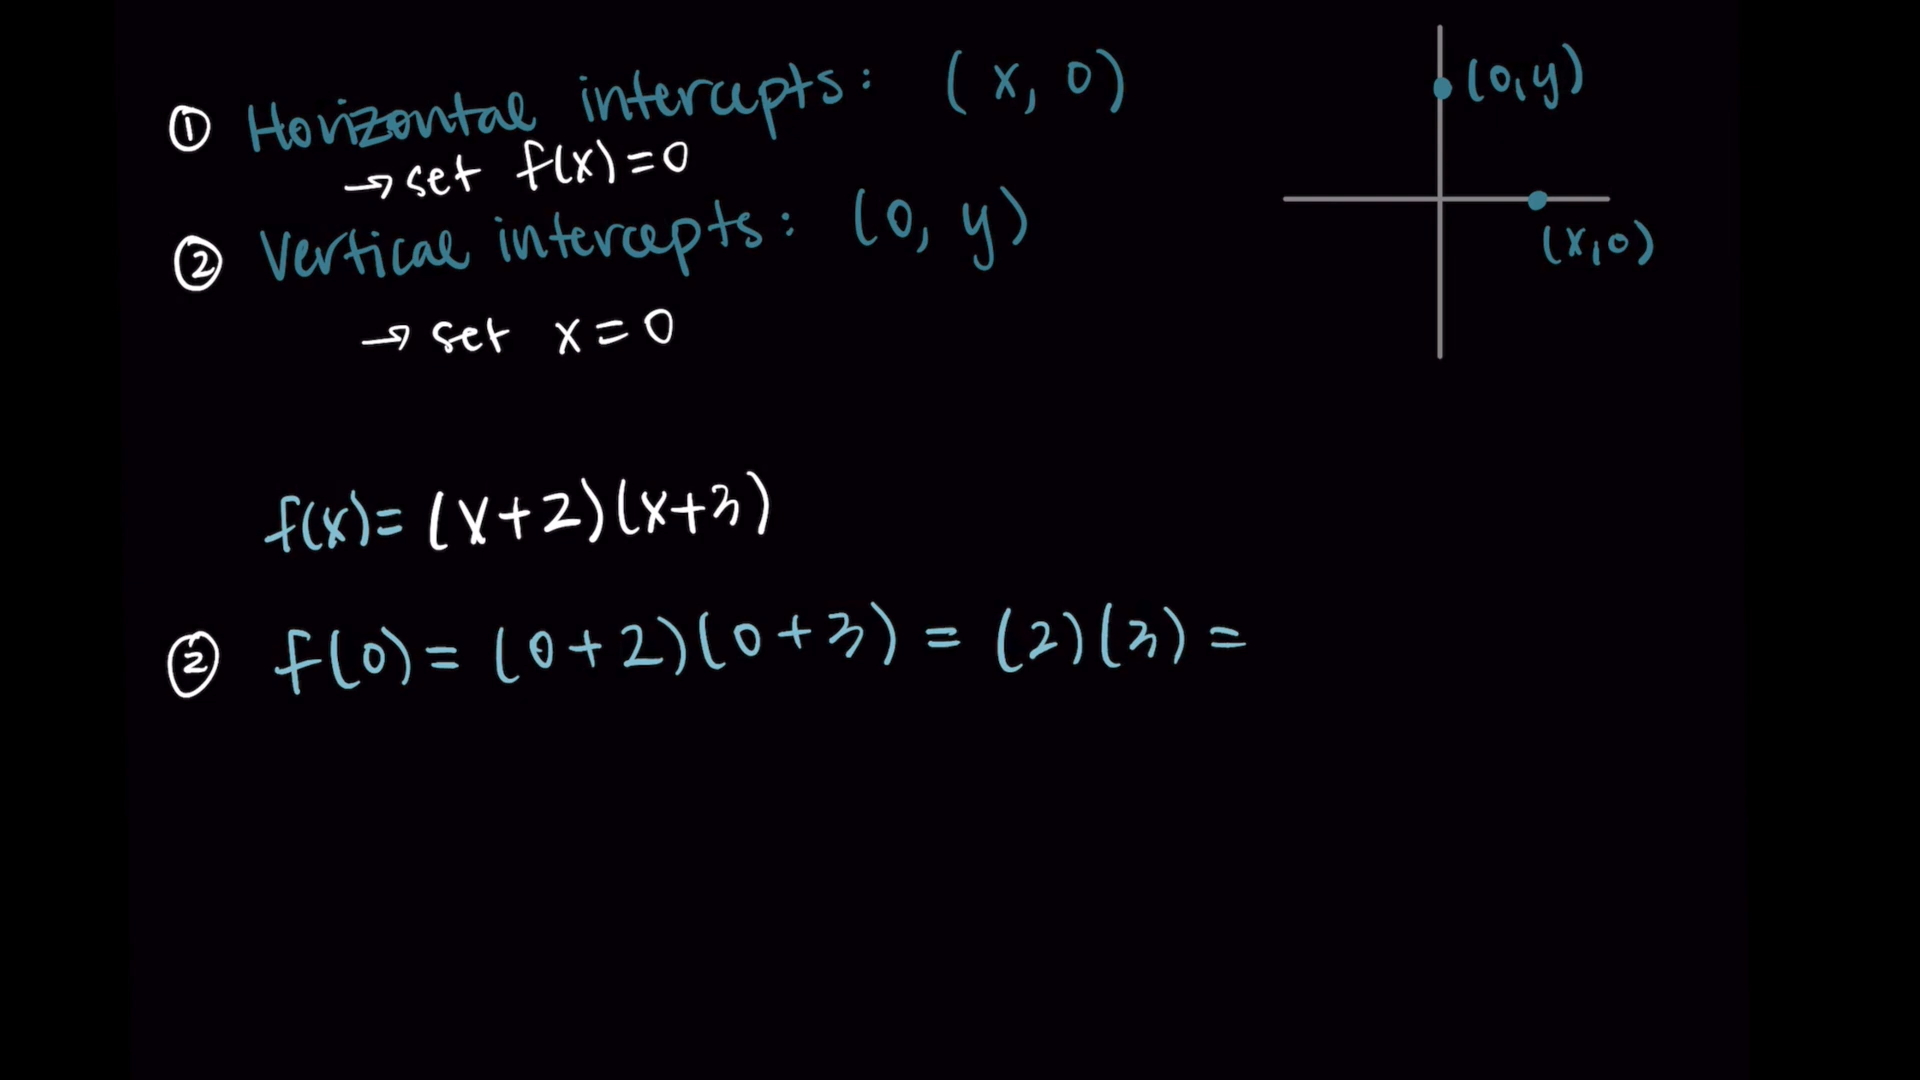 ① Horizontal intercepts: (x, 0)
→ set f(x)=0
② Vertical intercepts: (0, y)
→ set x=0
(0,y)
(x,0)
f(x)= (x+2)(x+3)
② f(0)= (0+2)(0+3) = (2)(3) =